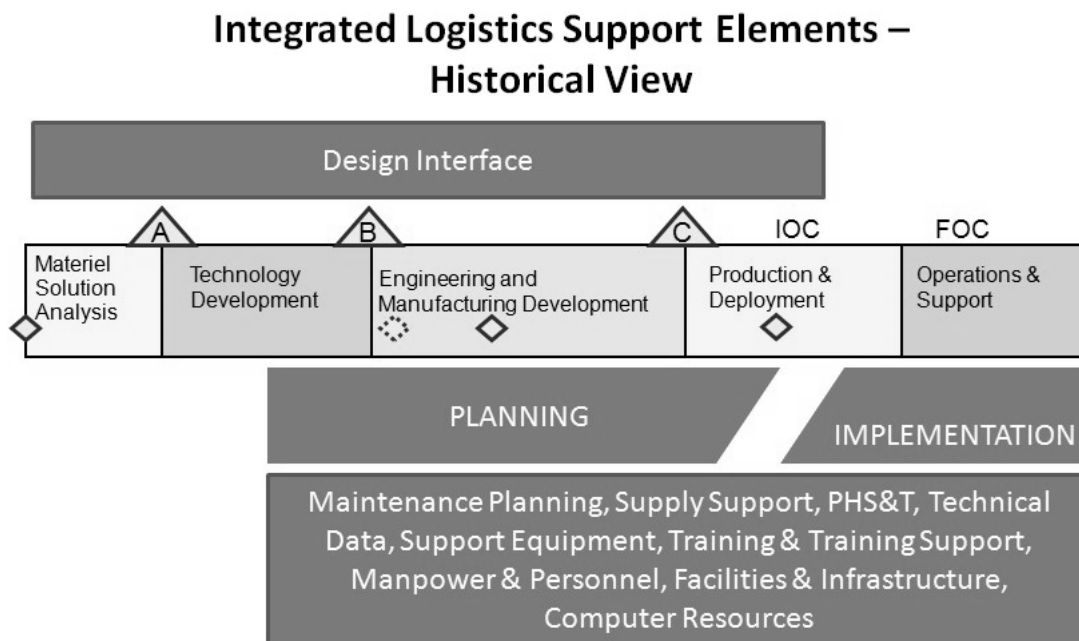 Integrated Logistics Support Elements –
Historical View
Design Interface
A
B
C
IOC
FOC
Materiel
Solution
Analysis
Technology
Development
Engineering and
Manufacturing Development
Production &
Deployment
Operations &
Support
PLANNING
IMPLEMENTATION
Maintenance Planning, Supply Support, PHS&T, Technical
Data, Support Equipment, Training & Training Support,
Manpower & Personnel, Facilities & Infrastructure,
Computer Resources